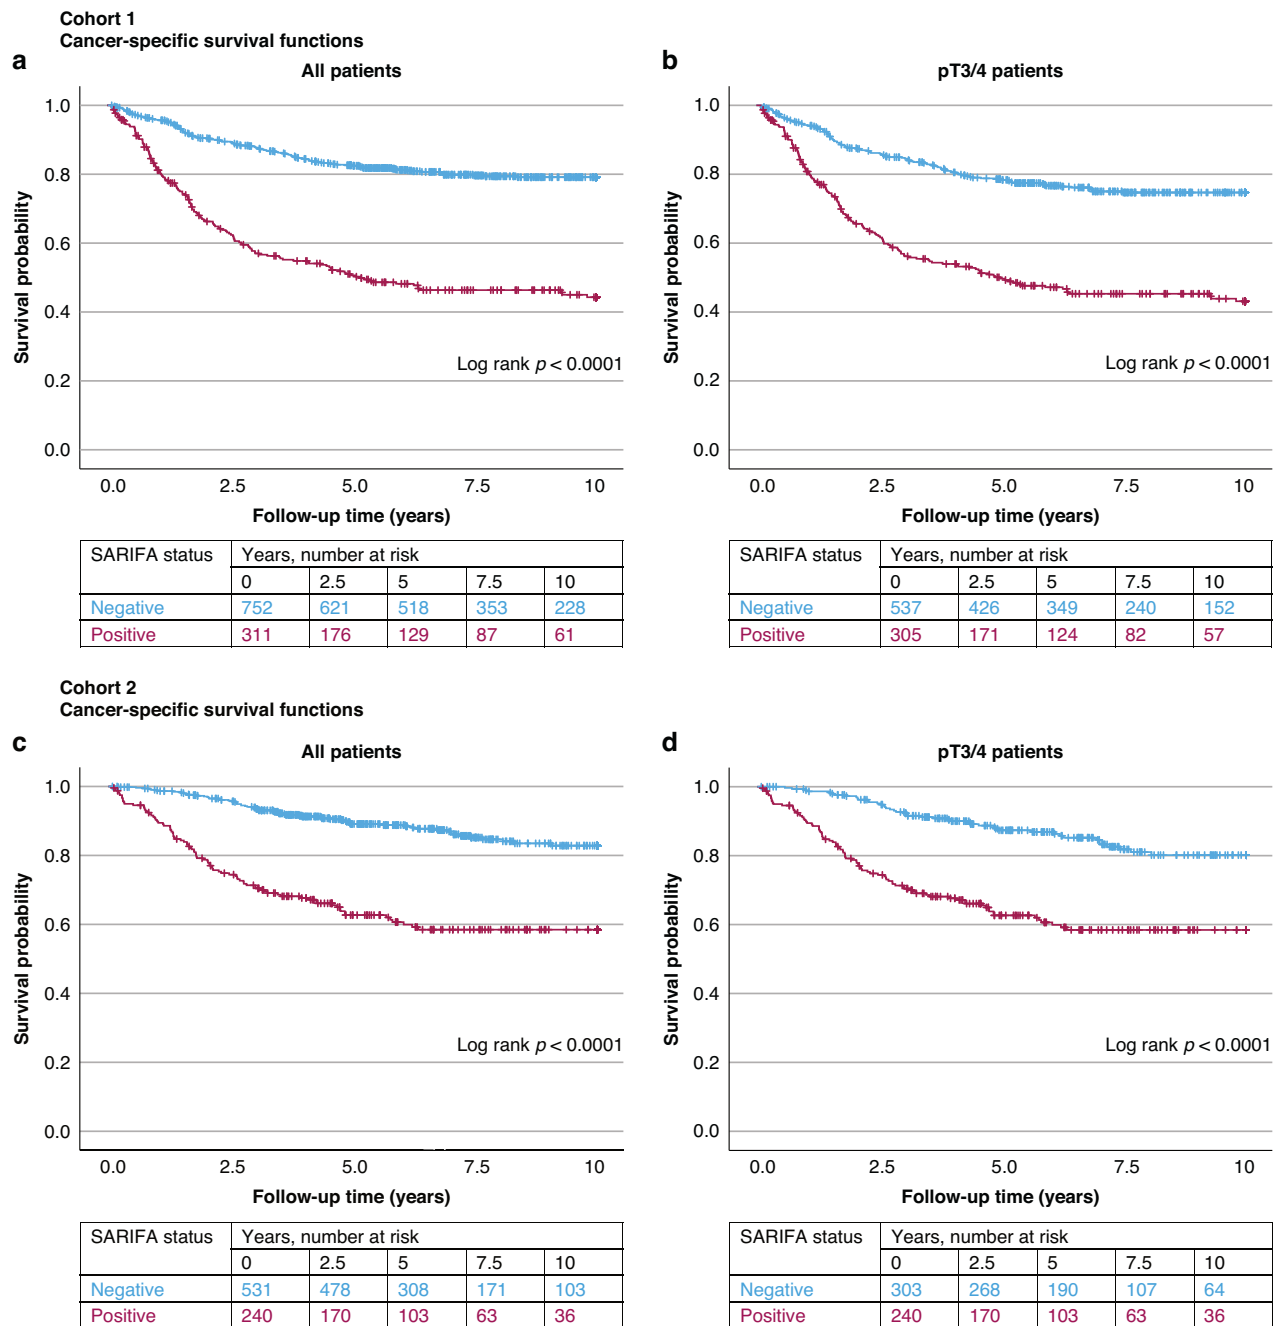 Cohort 1
Cancer-specific survival functions
a
All patients
1.0
0.8
0.6
0.4
0.2
0.0
Survival probability
Log rank p < 0.0001
0.0 2.5 5.0 7.5 10
Follow-up time (years)
SARIFA status Years, number at risk
0 2.5 5 7.5 10
Negative 752 621 518 353 228
Positive 311 176 129 87 61
b
pT3/4 patients
1.0
0.8
0.6
0.4
0.2
0.0
Survival probability
Log rank p < 0.0001
0.0 2.5 5.0 7.5 10
Follow-up time (years)
SARIFA status Years, number at risk
0 2.5 5 7.5 10
Negative 537 426 349 240 152
Positive 305 171 124 82 57
Cohort 2
Cancer-specific survival functions
c
All patients
1.0
0.8
0.6
0.4
0.2
0.0
Survival probability
Log rank p < 0.0001
0.0 2.5 5.0 7.5 10
Follow-up time (years)
SARIFA status Years, number at risk
0 2.5 5 7.5 10
Negative 531 478 308 171 103
Positive 240 170 103 63 36
d
pT3/4 patients
1.0
0.8
0.6
0.4
0.2
0.0
Survival probability
Log rank p < 0.0001
0.0 2.5 5.0 7.5 10
Follow-up time (years)
SARIFA status Years, number at risk
0 2.5 5 7.5 10
Negative 303 268 190 107 64
Positive 240 170 103 63 36